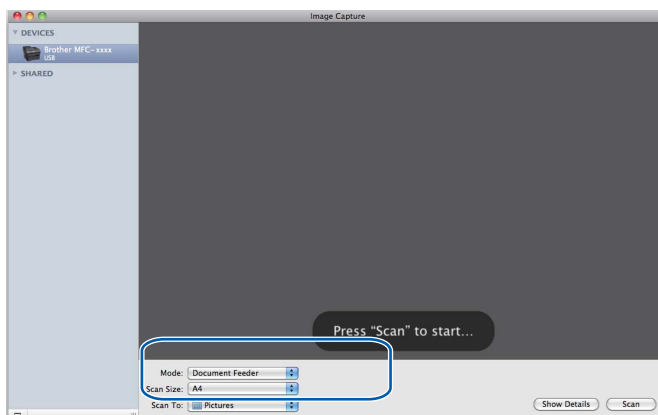 Image Capture
DEVICES
Brother MFC-xxxx
USB
SHARED
Press “Scan” to start...
Mode: Document Feeder
Scan Size: A4
Scan To: Pictures
Show Details Scan